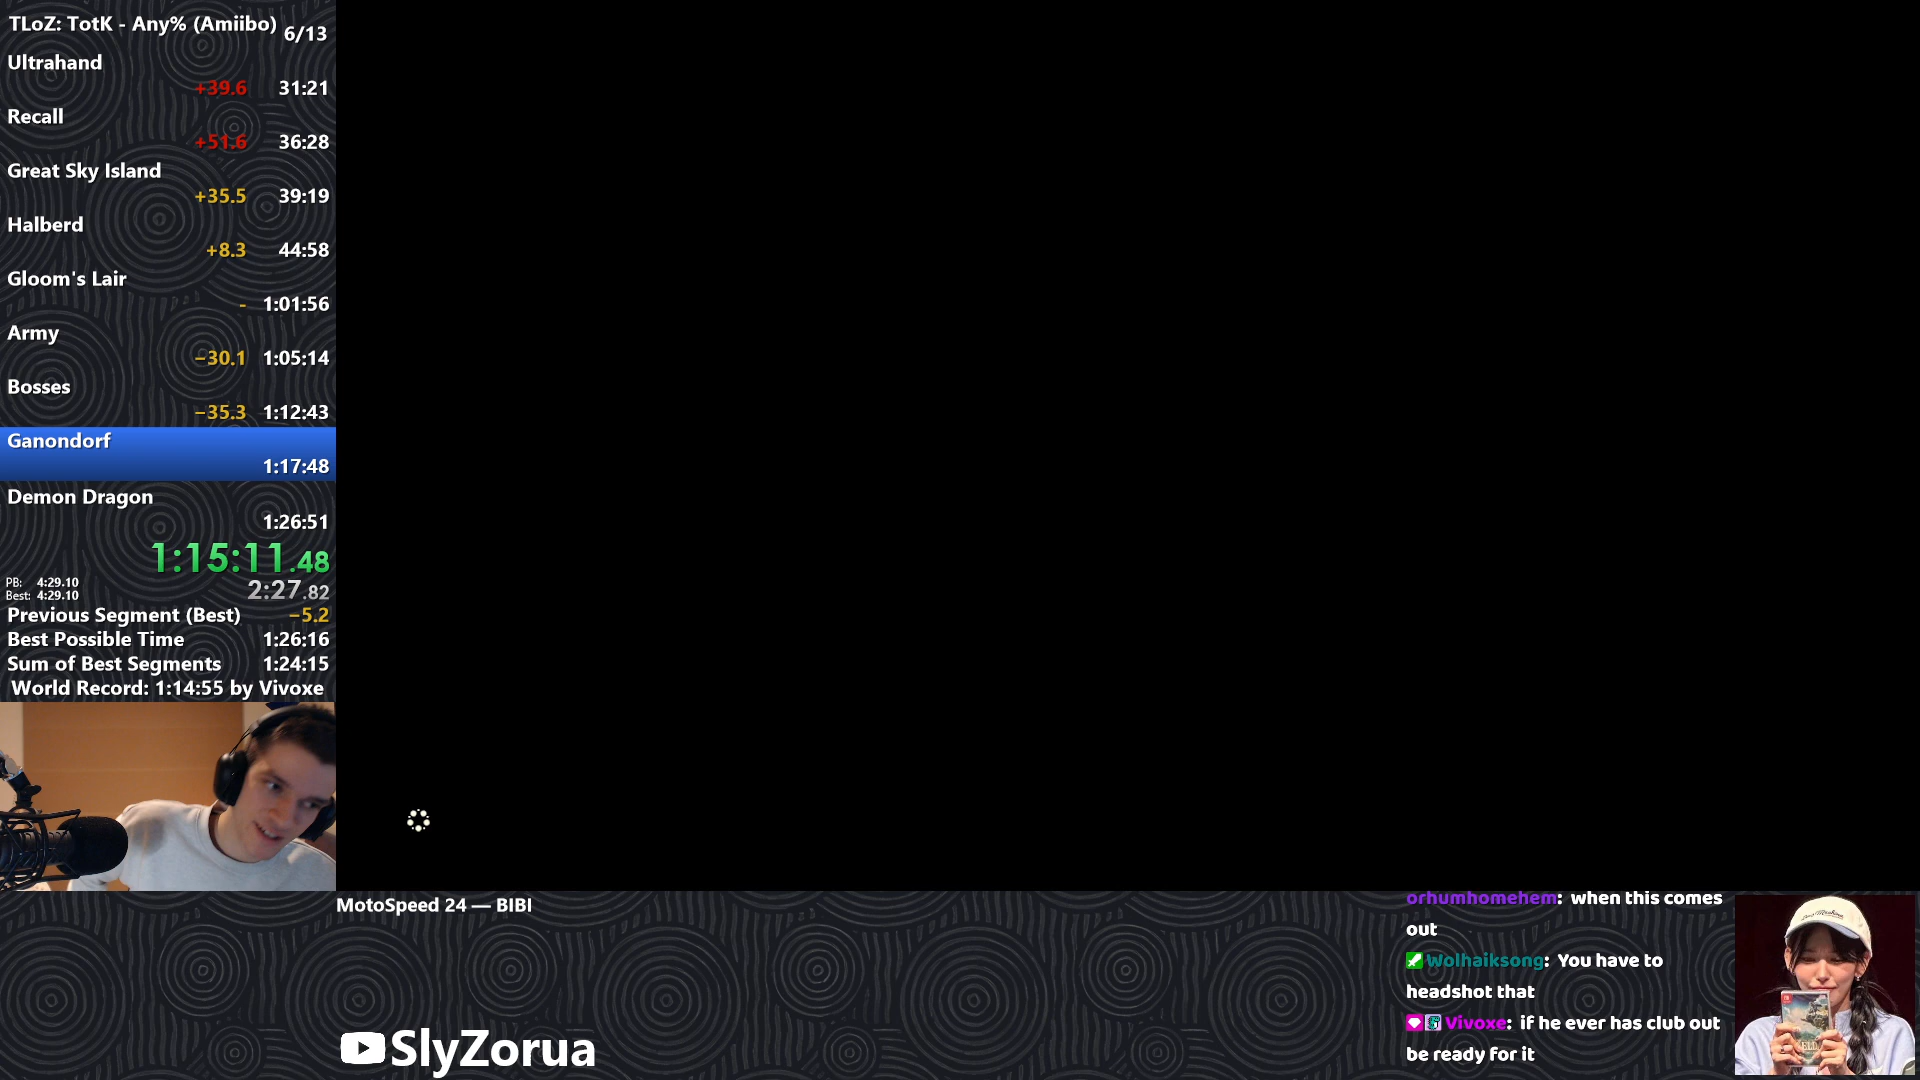 TLoZ: TotK - Any% (Amiibo) 6/13
Ultrahand
+39.6 31:21
Recall
+51.6 36:28
Great Sky Island
+35.5 39:19
Halberd
+8.3 44:58
Gloom's Lair
- 1:01:56
Army
−30.1 1:05:14
Bosses
−35.3 1:12:43
Ganondorf
1:17:48
Demon Dragon
1:26:51
1:15:11.48
PB: 4:29.10
Best: 4:29.10
2:27.82
Previous Segment (Best) −5.2
Best Possible Time 1:26:16
Sum of Best Segments 1:24:15
World Record: 1:14:55 by Vivoxe
MotoSpeed 24 — BIBI
SlyZorua
orhumhomehem: when this comes
out
Wolhaiksong: You have to
headshot that
Vivoxe: if he ever has club out
be ready for it